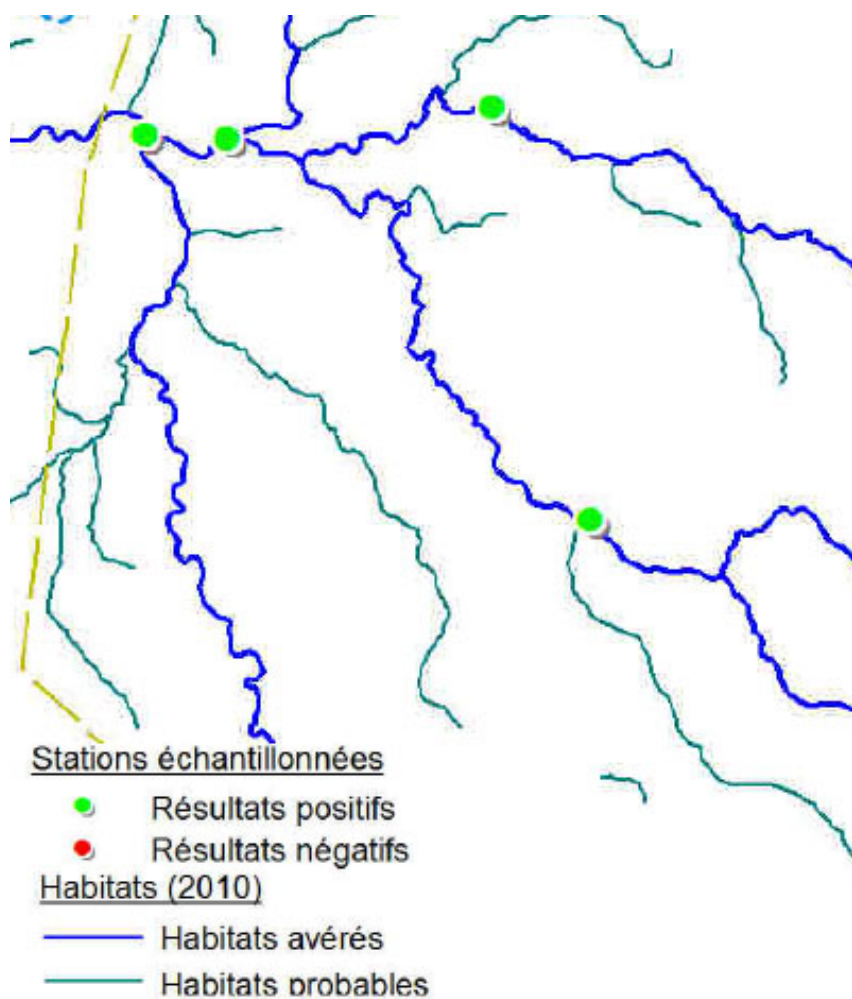 Stations échantillonnées
Résultats positifs
Résultats négatifs
Habitats (2010)
Habitats avérés
Habitats probables